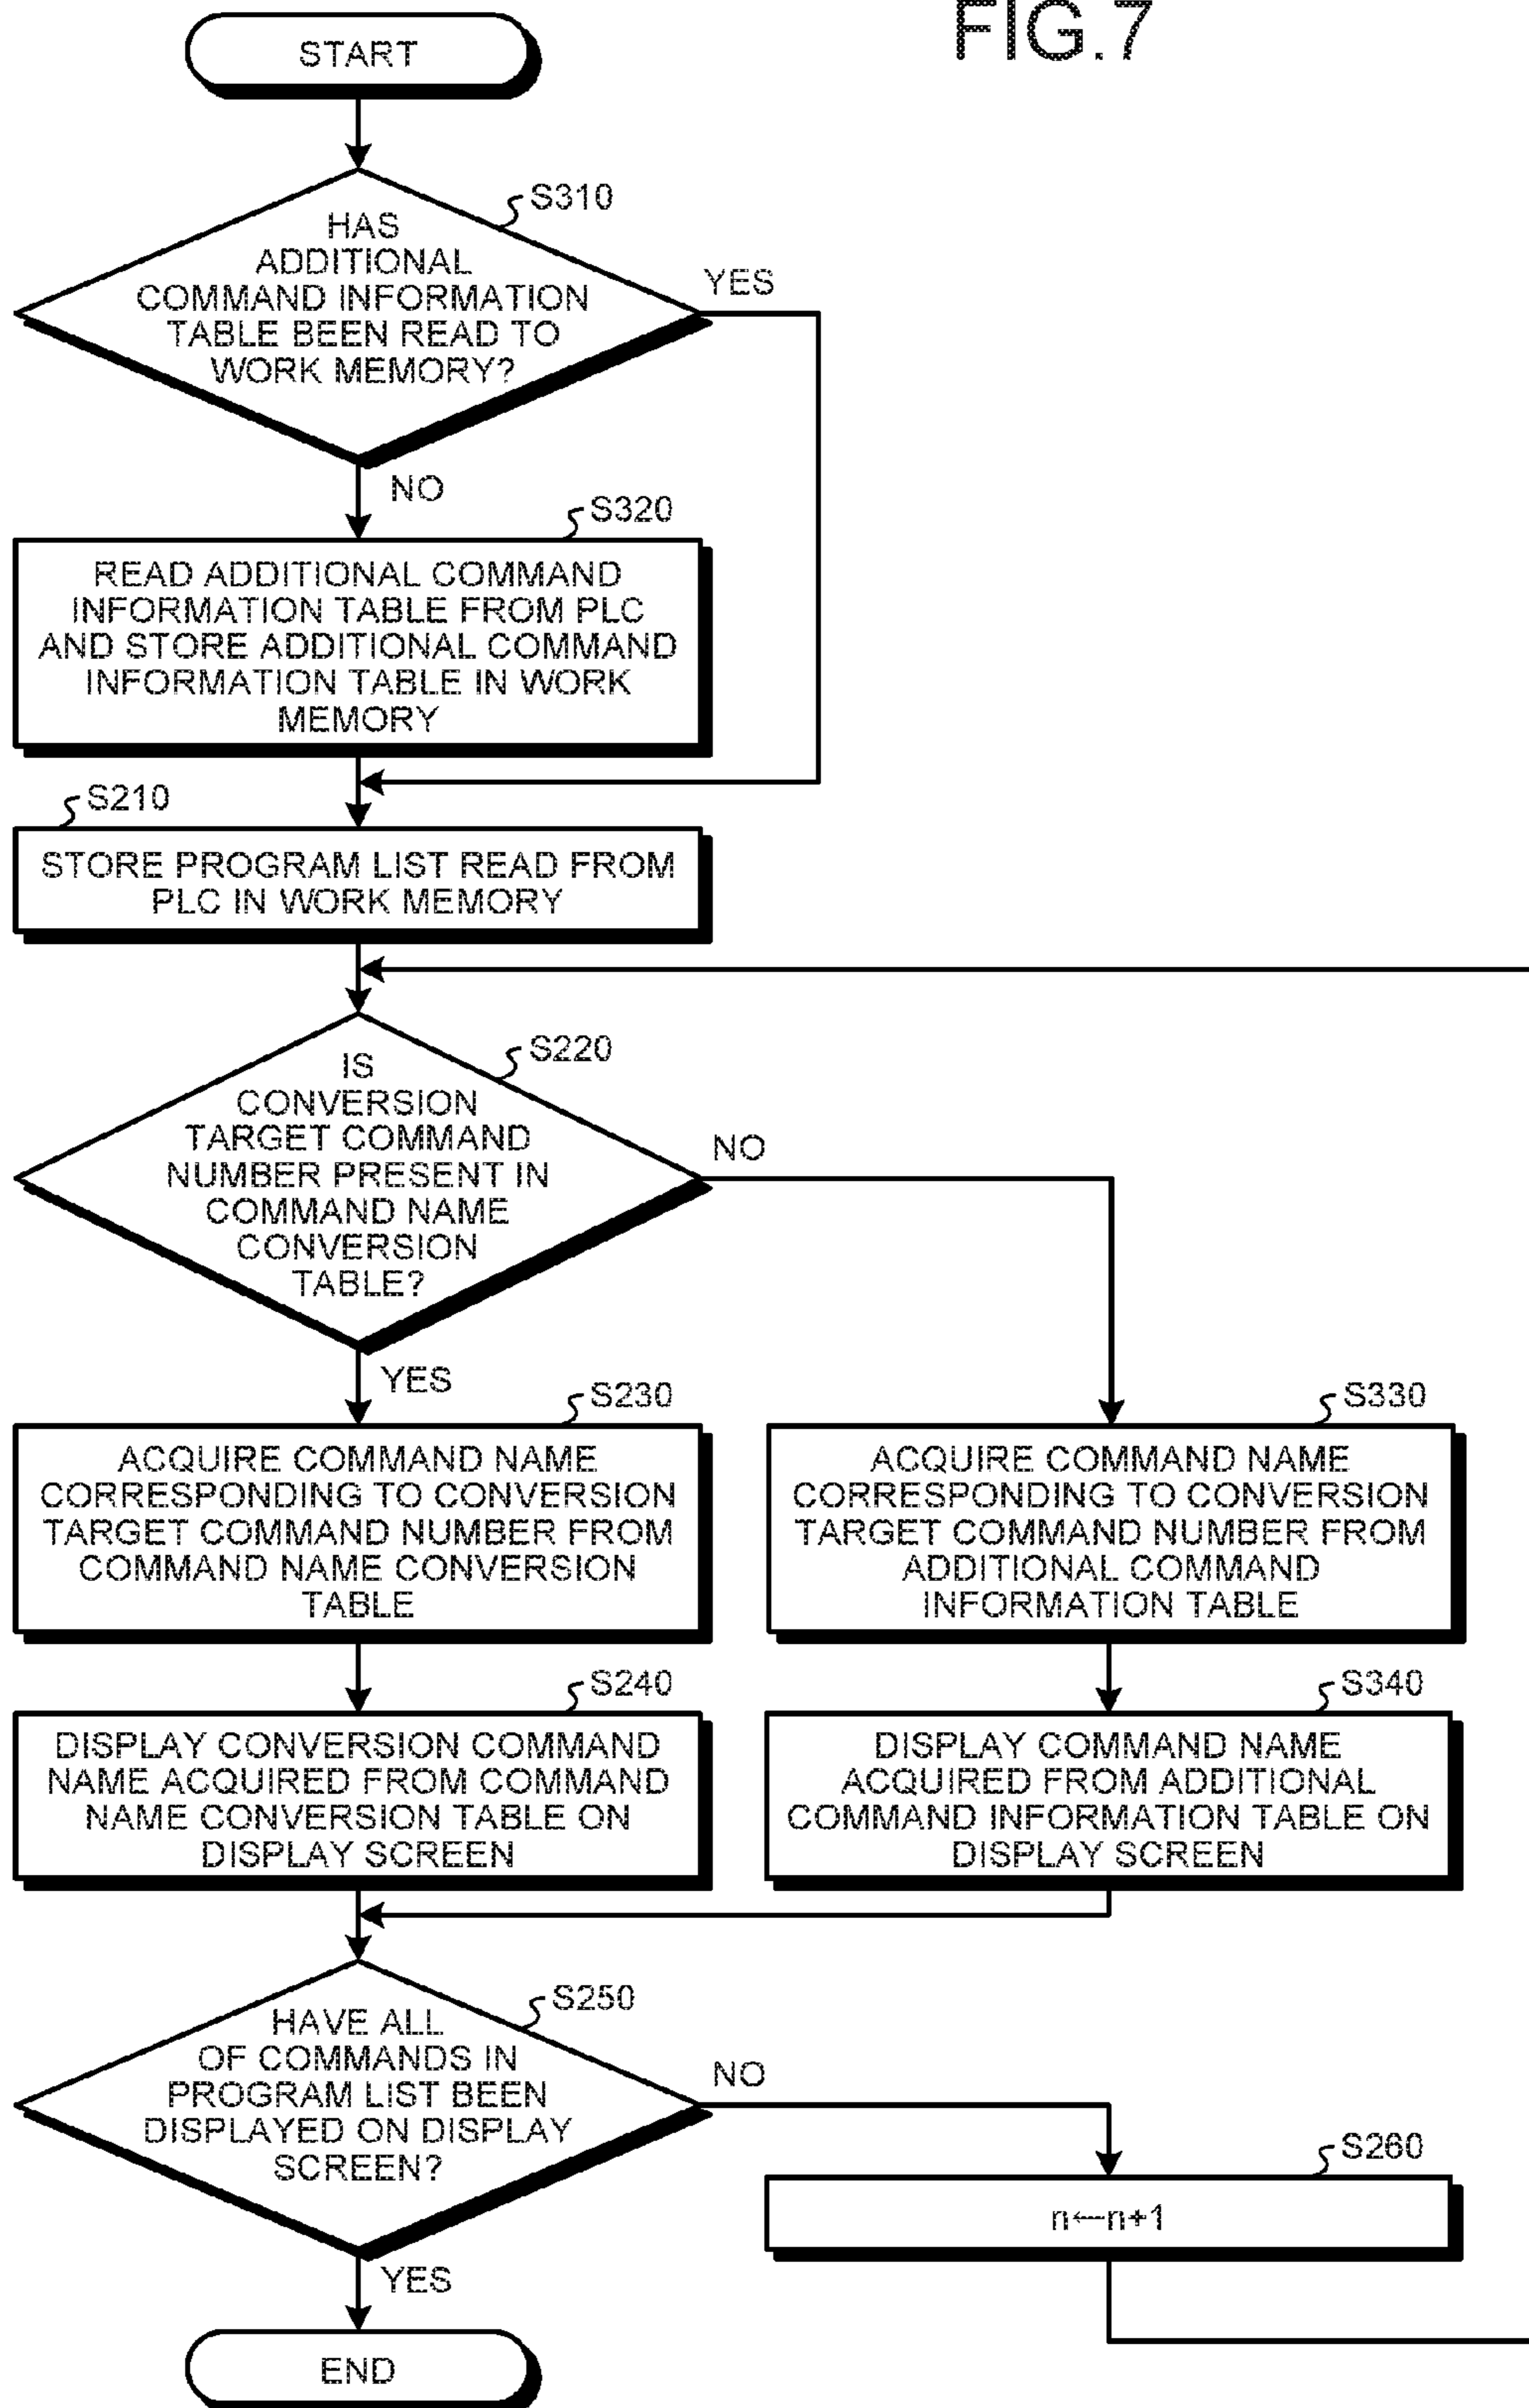 FIG.7
START
S310
HAS
ADDITIONAL
COMMAND INFORMATION
TABLE BEEN READ TO
WORK MEMORY?
YES
NO
S320
READ ADDITIONAL COMMAND
INFORMATION TABLE FROM PLC
AND STORE ADDITIONAL COMMAND
INFORMATION TABLE IN WORK
MEMORY
S210
STORE PROGRAM LIST READ FROM
PLC IN WORK MEMORY
S220
IS
CONVERSION
TARGET COMMAND
NUMBER PRESENT IN
COMMAND NAME
CONVERSION
TABLE?
NO
YES
S230
ACQUIRE COMMAND NAME
CORRESPONDING TO CONVERSION
TARGET COMMAND NUMBER FROM
COMMAND NAME CONVERSION
TABLE
S330
ACQUIRE COMMAND NAME
CORRESPONDING TO CONVERSION
TARGET COMMAND NUMBER FROM
ADDITIONAL COMMAND
INFORMATION TABLE
S240
DISPLAY CONVERSION COMMAND
NAME ACQUIRED FROM COMMAND
NAME CONVERSION TABLE ON
DISPLAY SCREEN
S340
DISPLAY COMMAND NAME
ACQUIRED FROM ADDITIONAL
COMMAND INFORMATION TABLE ON
DISPLAY SCREEN
S250
HAVE ALL
OF COMMANDS IN
PROGRAM LIST BEEN
DISPLAYED ON DISPLAY
SCREEN?
NO
S260
n←n+1
YES
END